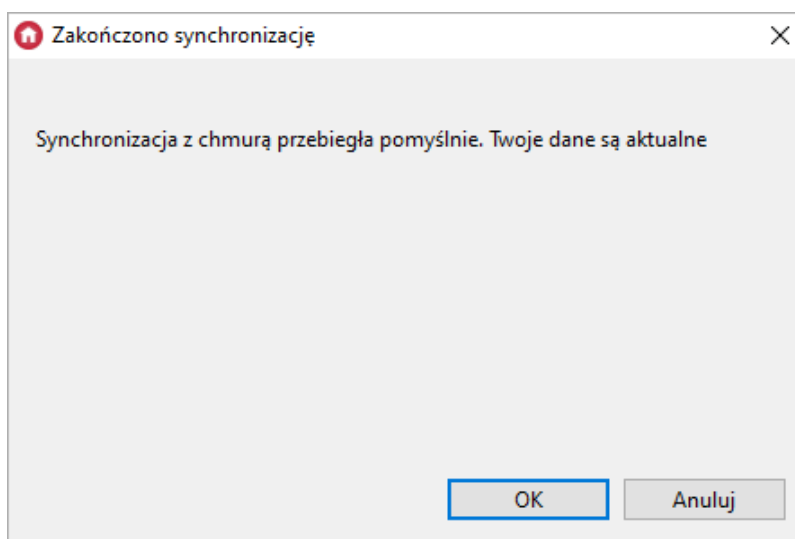 Zakończono synchronizację
Synchronizacja z chmurą przebiegła pomyślnie. Twoje dane są aktualne
OK
Anuluj